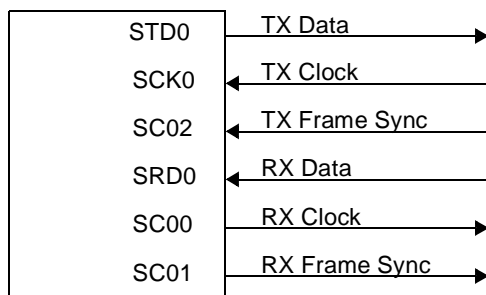 STD0 TX Data
SCK0 TX Clock
SC02 TX Frame Sync
SRD0 RX Data
SC00 RX Clock
SC01 RX Frame Sync